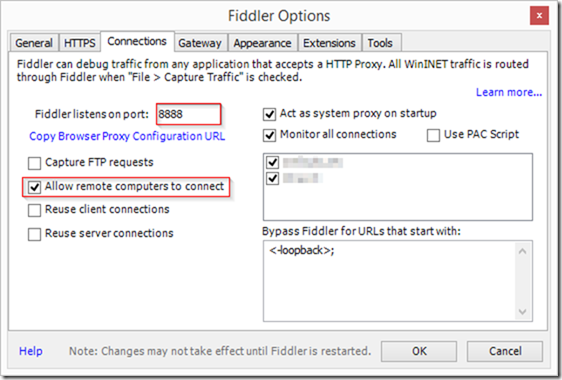 Fiddler Options
x
General HTTPS Connections Gateway Appearance Extensions Tools
Fiddler can debug traffic from any application that accepts a HTTP Proxy. All WinINET traffic is routed
through Fiddler when "File > Capture Traffic" is checked.
Learn more...
Fiddler listens on port: 8888
Copy Browser Proxy Configuration URL
Capture FTP requests
Allow remote computers to connect
Reuse client connections
Reuse server connections
Act as system proxy on startup
Monitor all connections Use PAC Script
Bypass Fiddler for URLs that start with:
<-loopback>;
Help Note: Changes may not take effect until Fiddler is restarted. OK Cancel